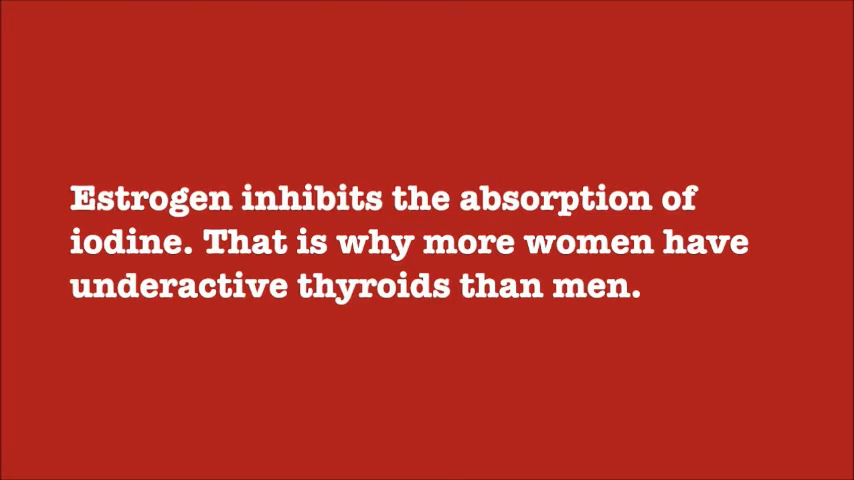 Estrogen inhibits the absorption of
iodine. That is why more women have
underactive thyroids than men.